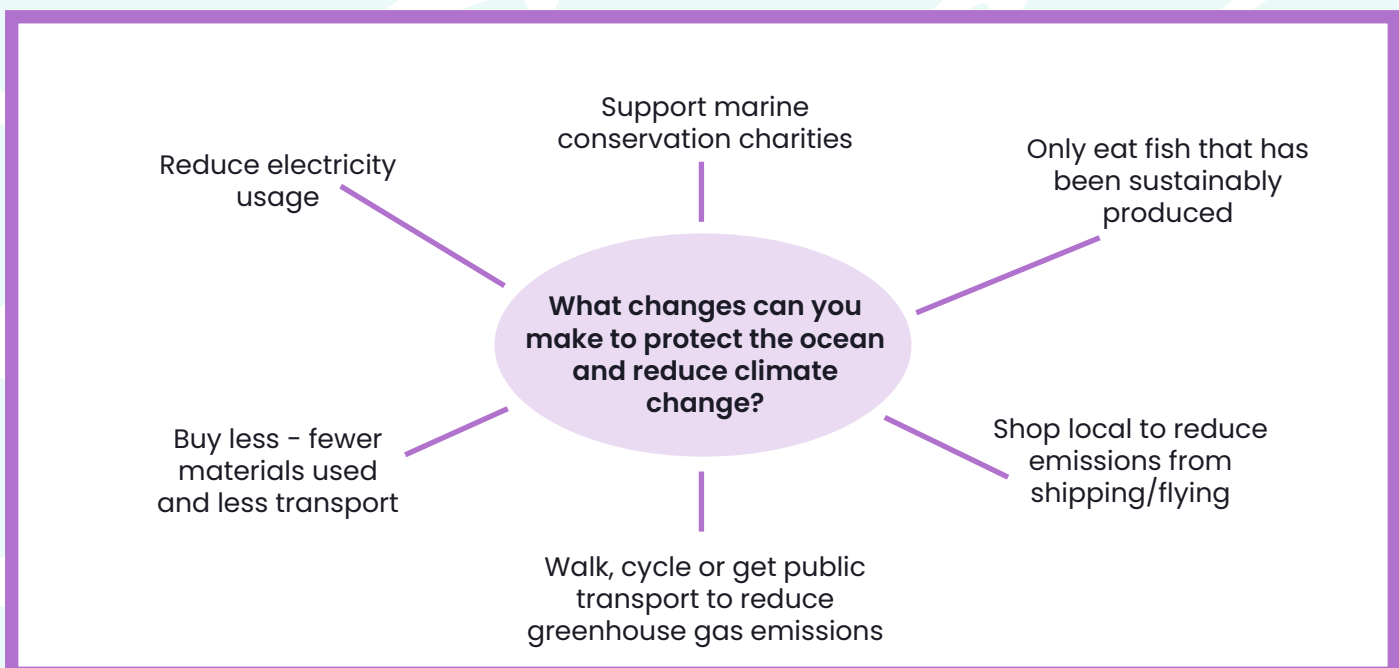 Support marine
conservation charities
Reduce electricity
usage
Only eat fish that has
been sustainably
produced
What changes can you
make to protect the ocean
and reduce climate
change?
Buy less - fewer
materials used
and less transport
Shop local to reduce
emissions from
shipping/flying
Walk, cycle or get public
transport to reduce
greenhouse gas emissions